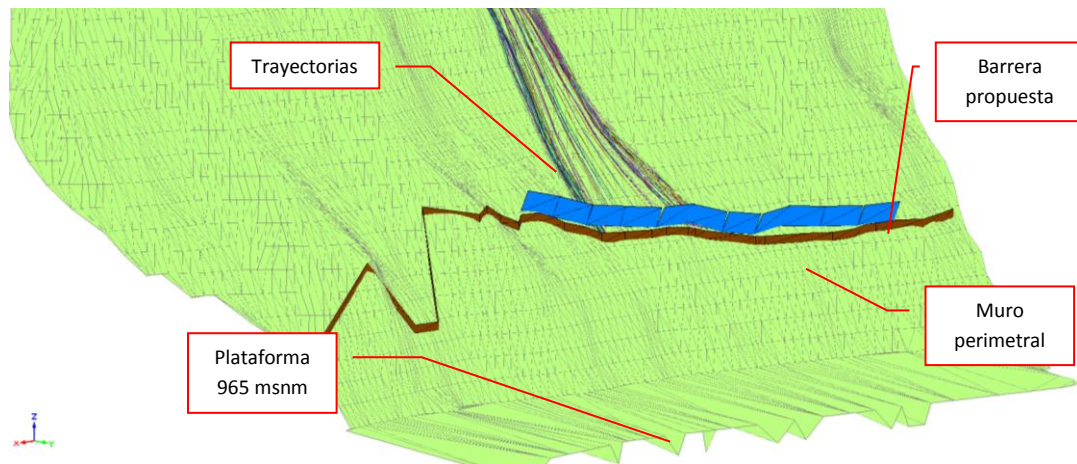 Trayectorias
Barrera
propuesta
Muro
perimetral
Plataforma
965 msnm
Z
X
Y